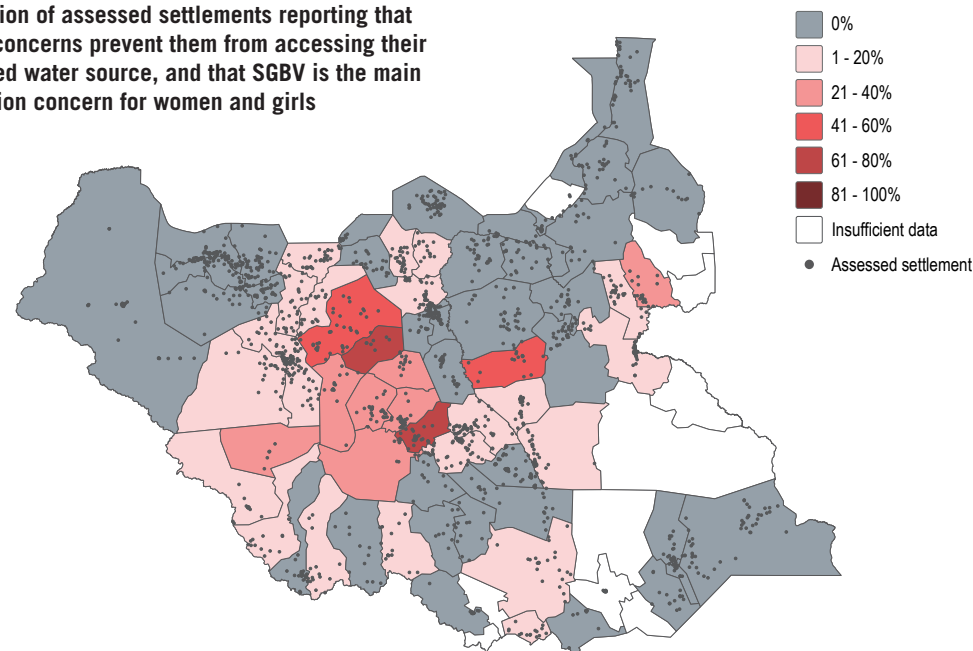 ion of assessed settlements reporting that
concerns prevent them from accessing their
ed water source, and that SGBV is the main
ion concern for women and girls
0%
1 - 20%
21 - 40%
41 - 60%
61 - 80%
81 - 100%
Insufficient data
Assessed settlement